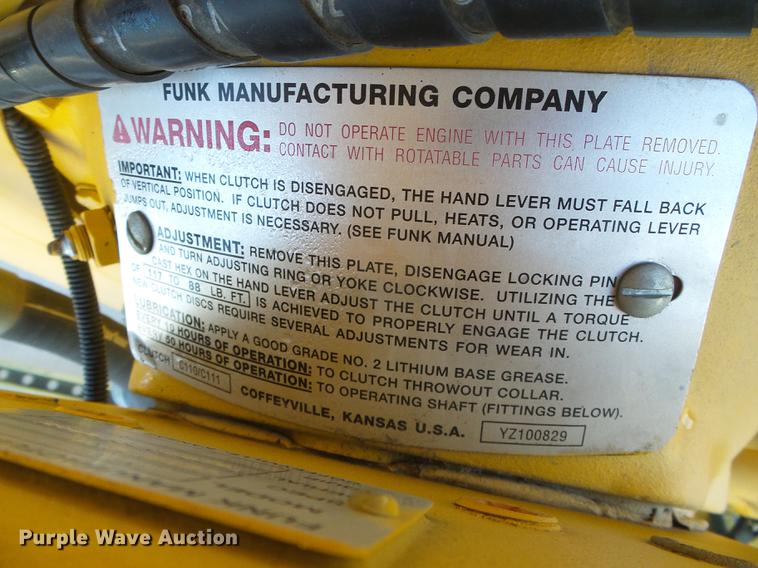 FUNK MANUFACTURING COMPANY
WARNING: DO NOT OPERATE ENGINE WITH THIS PLATE REMOVED.
CONTACT WITH ROTATABLE PARTS CAN CAUSE INJURY.
IMPORTANT: WHEN CLUTCH IS DISENGAGED, THE HAND LEVER MUST FALL BACK
OF VERTICAL POSITION. IF CLUTCH DOES NOT PULL, HEATS, OR OPERATING LEVER
JUMPS OUT, ADJUSTMENT IS NECESSARY. (SEE FUNK MANUAL)
ADJUSTMENT: REMOVE THIS PLATE, DISENGAGE LOCKING PIN
AND TURN ADJUSTING RING OR YOKE CLOCKWISE. UTILIZING THE
CAST HEX ON THE HAND LEVER ADJUST THE CLUTCH UNTIL A TORQUE
OF 117 TO 88 LB. FT. IS ACHIEVED TO PROPERLY ENGAGE THE CLUTCH.
NEW CLUTCH DISCS REQUIRE SEVERAL ADJUSTMENTS FOR WEAR IN.
LUBRICATION: APPLY A GOOD GRADE NO. 2 LITHIUM BASE GREASE.
EVERY 10 HOURS OF OPERATION: TO CLUTCH THROWOUT COLLAR.
EVERY 50 HOURS OF OPERATION: TO OPERATING SHAFT (FITTINGS BELOW).
CLUTCH C110/C111
COFFEYVILLE, KANSAS U.S.A. YZ100829
FUNK
Purple Wave Auction